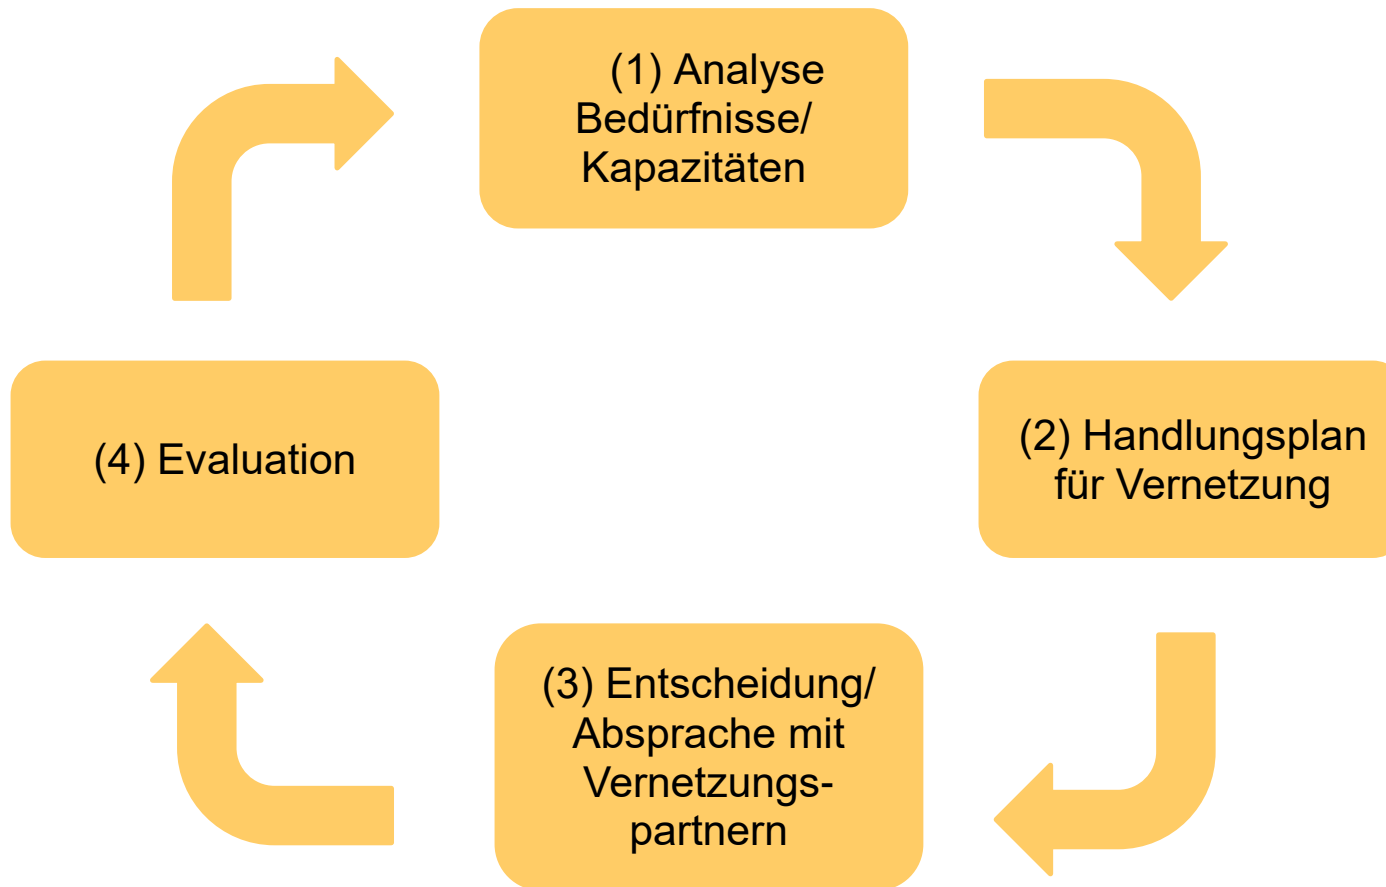 (1) Analyse
Bedürfnisse/
Kapazitäten
(2) Handlungsplan
für Vernetzung
(3) Entscheidung/
Absprache mit
Vernetzungs-
partnern
(4) Evaluation